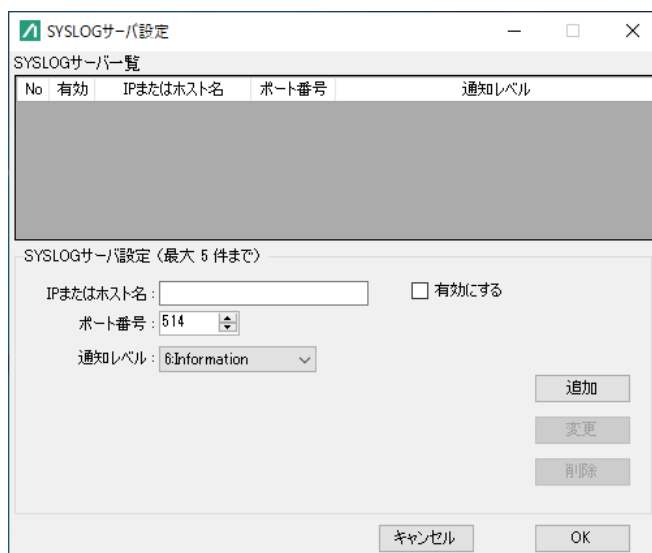 SYSLOGサーバ設定
SYSLOGサーバ一覧
No 有効 IPまたはホスト名 ポート番号 通知レベル
SYSLOGサーバ設定 (最大 5 件まで)
IPまたはホスト名 : 有効にする
ポート番号 : 514
通知レベル : 6:Information
追加
変更
削除
キャンセル OK